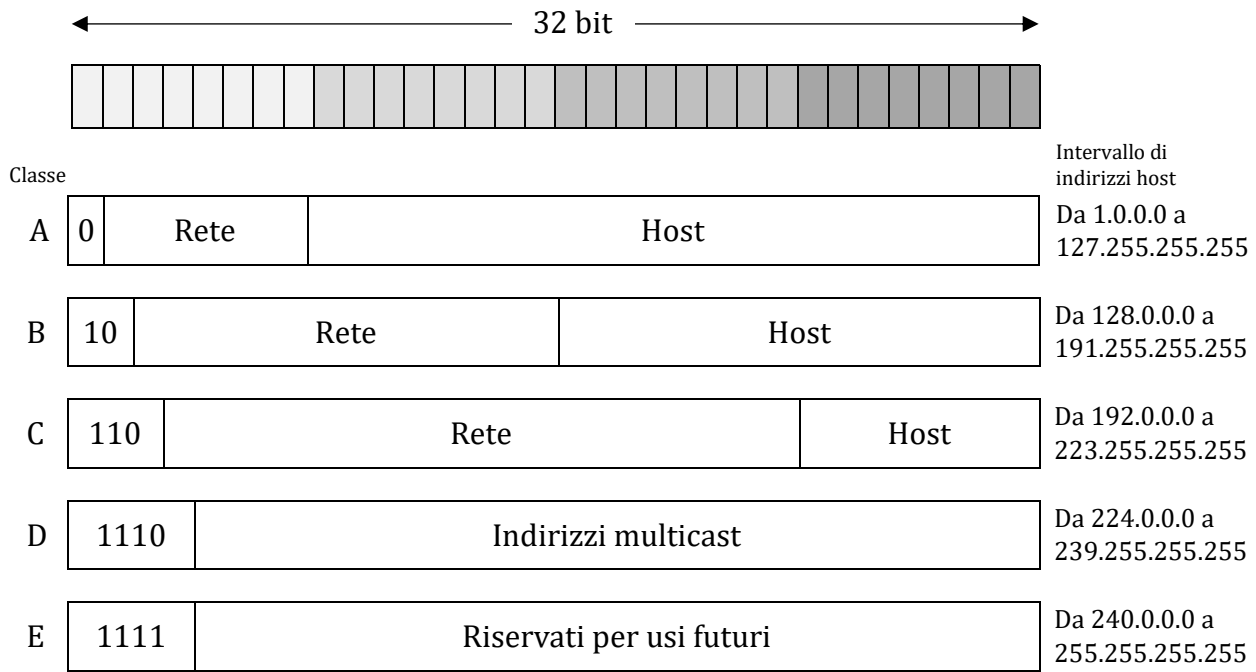 32 bit
Classe
Intervallo di
indirizzi host
A 0 Rete Host Da 1.0.0.0 a
127.255.255.255
B 10 Rete Host Da 128.0.0.0 a
191.255.255.255
C 110 Rete Host Da 192.0.0.0 a
223.255.255.255
D 1110 Indirizzi multicast Da 224.0.0.0 a
239.255.255.255
E 1111 Riservati per usi futuri Da 240.0.0.0 a
255.255.255.255